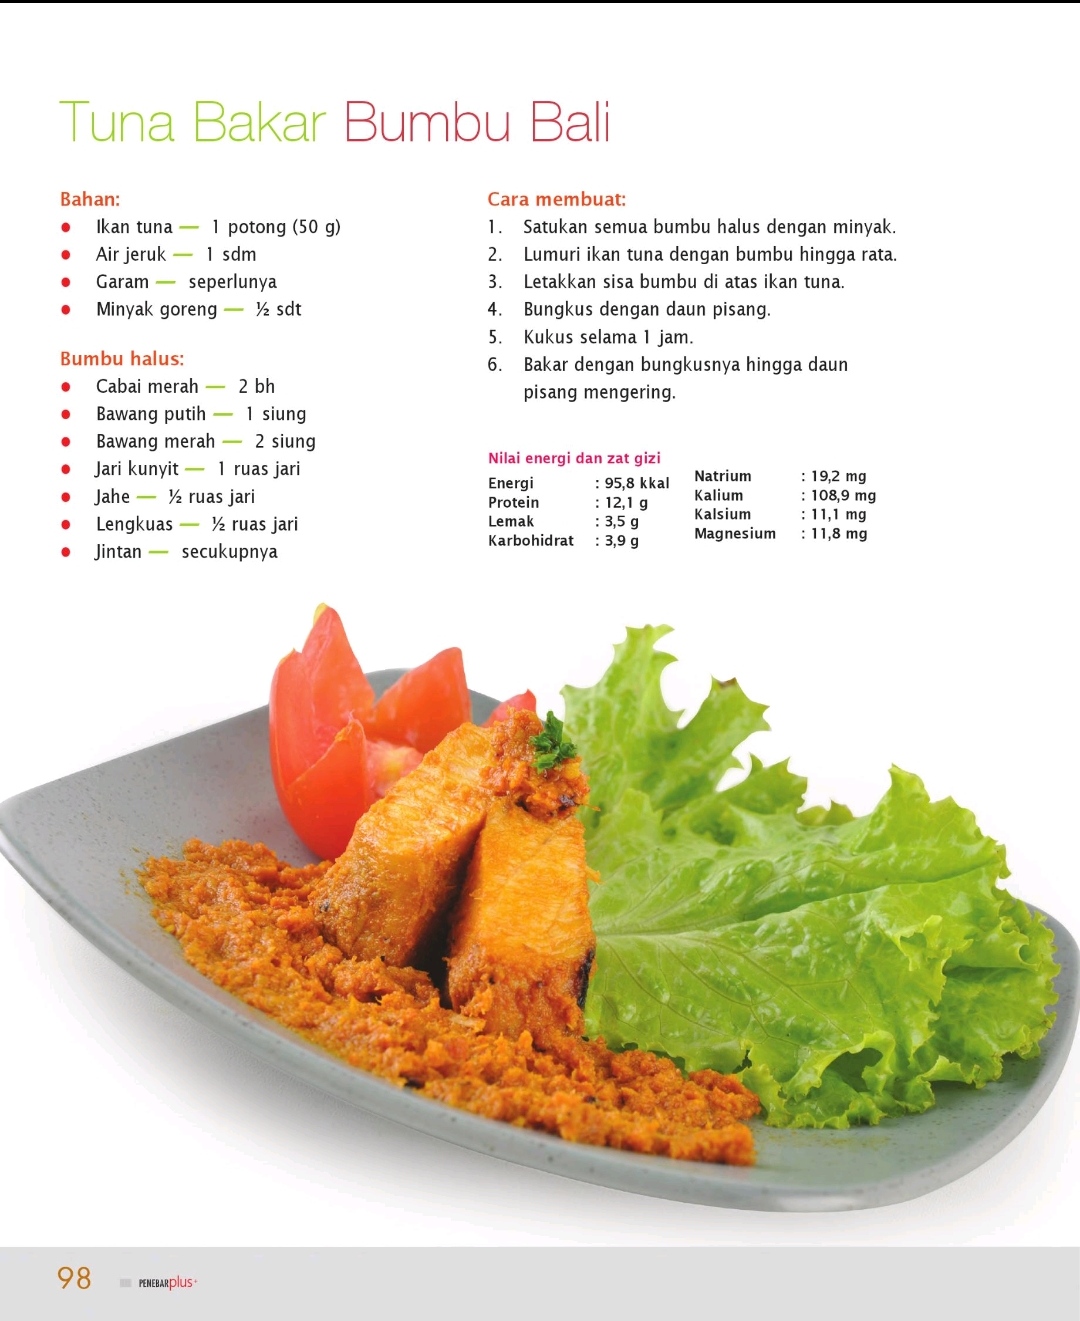 Tuna Bakar Bumbu Bali
Bahan:
● Ikan tuna — 1 potong (50 g)
● Air jeruk — 1 sdm
● Garam — seperlunya
● Minyak goreng — ½ sdt
Bumbu halus:
● Cabai merah — 2 bh
● Bawang putih — 1 siung
● Bawang merah — 2 siung
● Jari kunyit — 1 ruas jari
● Jahe — ½ ruas jari
● Lengkuas — ½ ruas jari
● Jintan — secukupnya
Cara membuat:
1. Satukan semua bumbu halus dengan minyak.
2. Lumuri ikan tuna dengan bumbu hingga rata.
3. Letakkan sisa bumbu di atas ikan tuna.
4. Bungkus dengan daun pisang.
5. Kukus selama 1 jam.
6. Bakar dengan bungkusnya hingga daun
pisang mengering.
Nilai energi dan zat gizi
Energi : 95,8 kkal
Protein : 12,1 g
Lemak : 3,5 g
Karbohidrat : 3,9 g
Natrium : 19,2 mg
Kalium : 108,9 mg
Kalsium : 11,1 mg
Magnesium : 11,8 mg
98
PENEBARplus+